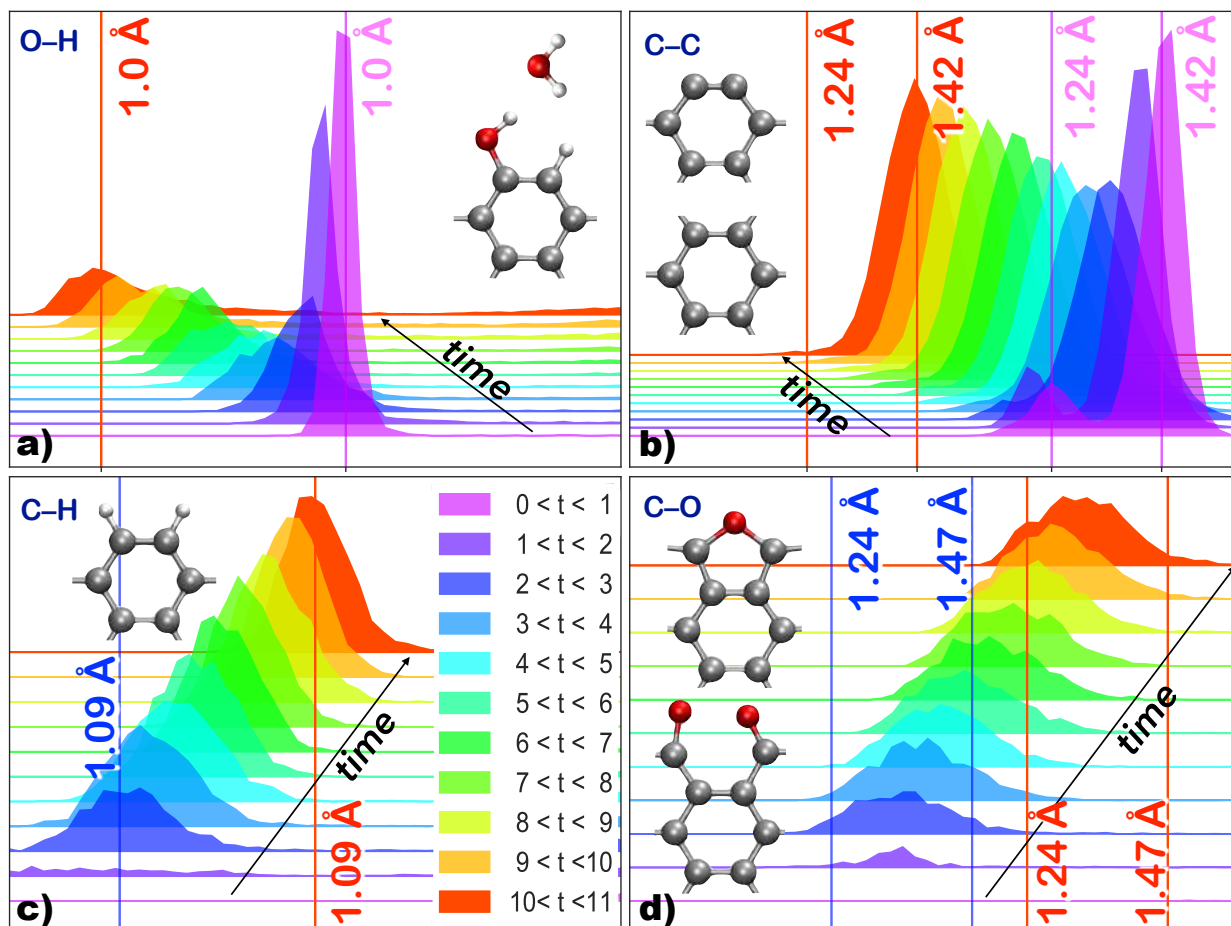 O–H
1.0 Å
1.0 Å
time
a)
C–C
1.24 Å
1.42 Å
1.24 Å
1.42 Å
time
b)
C–H
1.09 Å
1.09 Å
time
c)
0 < t < 1
1 < t < 2
2 < t < 3
3 < t < 4
4 < t < 5
5 < t < 6
6 < t < 7
7 < t < 8
8 < t < 9
9 < t <10
10< t <11
C–O
1.24 Å
1.47 Å
1.24 Å
1.47 Å
time
d)